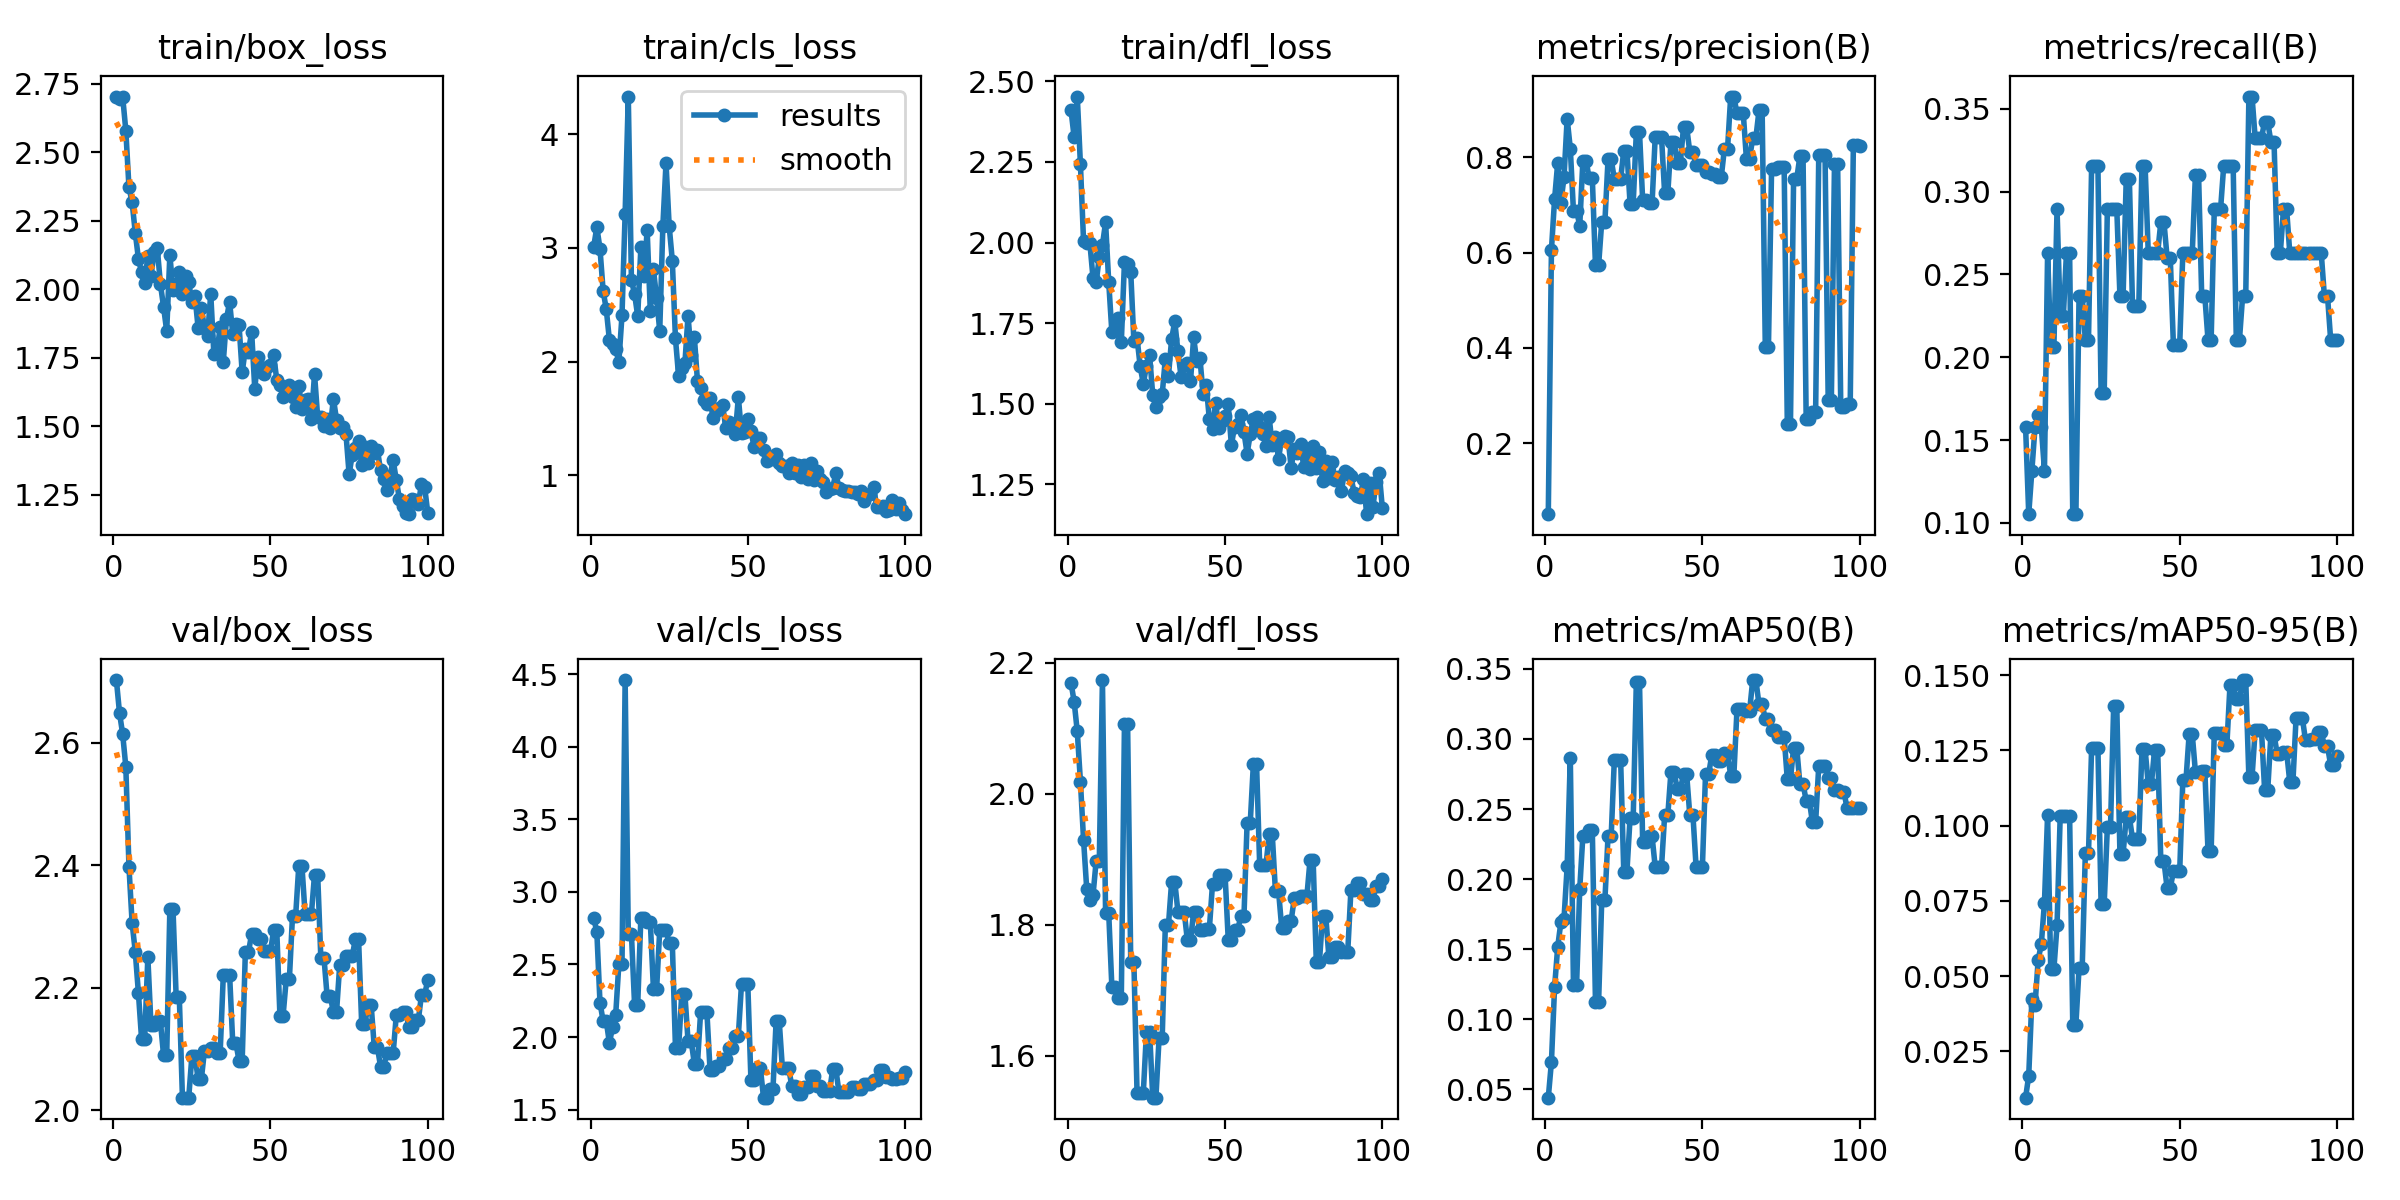 train/box_loss
2.75
2.50
2.25
2.00
1.75
1.50
1.25
0 50 100
train/cls_loss
results
smooth
4
3
2
1
0 50 100
train/dfl_loss
2.50
2.25
2.00
1.75
1.50
1.25
0 50 100
metrics/precision(B)
0.8
0.6
0.4
0.2
0 50 100
metrics/recall(B)
0.35
0.30
0.25
0.20
0.15
0.10
0 50 100
val/box_loss
2.6
2.4
2.2
2.0
0 50 100
val/cls_loss
4.5
4.0
3.5
3.0
2.5
2.0
1.5
0 50 100
val/dfl_loss
2.2
2.0
1.8
1.6
0 50 100
metrics/mAP50(B)
0.35
0.30
0.25
0.20
0.15
0.10
0.05
0 50 100
metrics/mAP50-95(B)
0.150
0.125
0.100
0.075
0.050
0.025
0 50 100